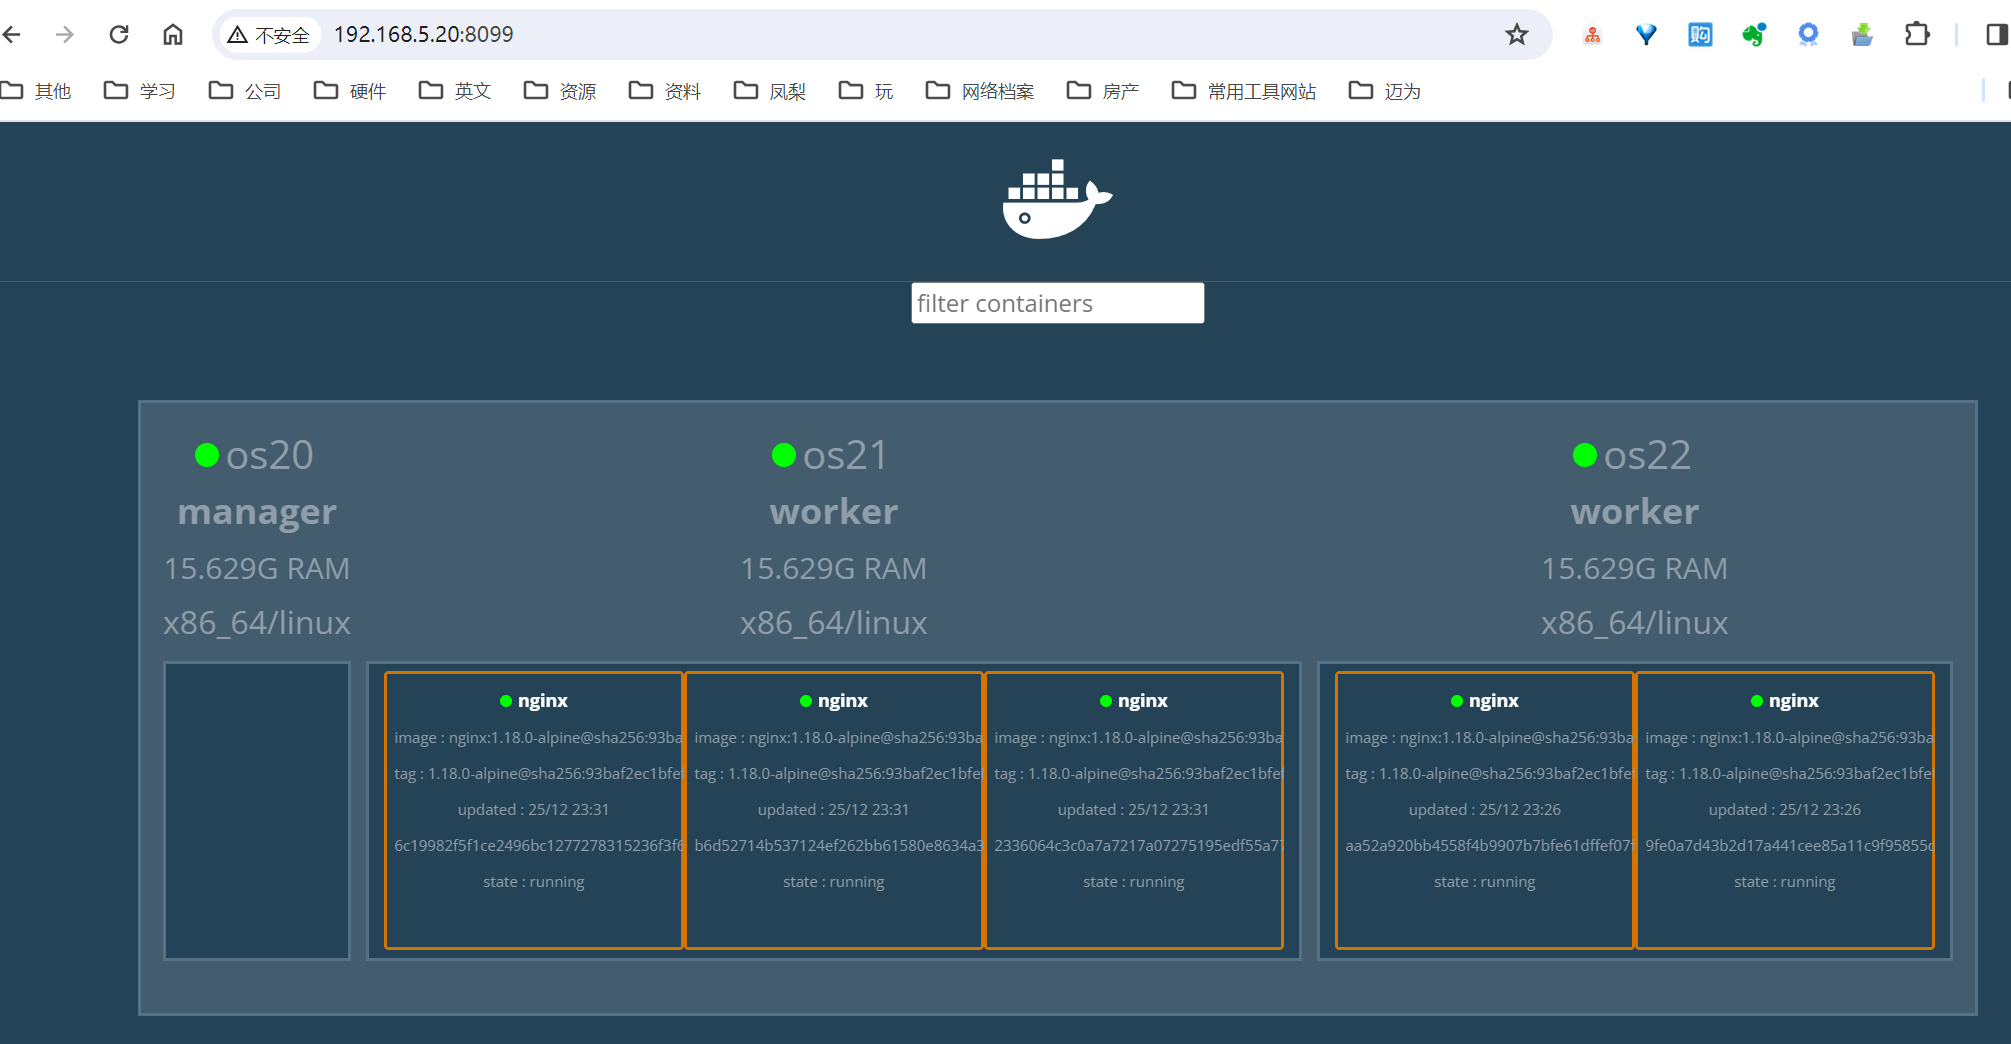 不安全 192.168.5.20:8099
购
其他 学习 公司 硬件 英文 资源 资料 凤梨 玩 网络档案 房产 常用工具网站 迈为
filter containers
os20
manager
15.629G RAM
x86_64/linux
os21
worker
15.629G RAM
x86_64/linux
nginx
image : nginx:1.18.0-alpine@sha256:93ba
tag : 1.18.0-alpine@sha256:93baf2ec1bfe
updated : 25/12 23:31
6c19982f5f1ce2496bc1277278315236f3f6
state : running
nginx
image : nginx:1.18.0-alpine@sha256:93ba
tag : 1.18.0-alpine@sha256:93baf2ec1bfe
updated : 25/12 23:31
b6d52714b537124ef262bb61580e8634a3
state : running
nginx
image : nginx:1.18.0-alpine@sha256:93ba
tag : 1.18.0-alpine@sha256:93baf2ec1bfe
updated : 25/12 23:31
2336064c3c0a7a7217a07275195edf55a7
state : running
os22
worker
15.629G RAM
x86_64/linux
nginx
image : nginx:1.18.0-alpine@sha256:93ba
tag : 1.18.0-alpine@sha256:93baf2ec1bfe
updated : 25/12 23:26
aa52a920bb4558f4b9907b7bfe61dffef07
state : running
nginx
image : nginx:1.18.0-alpine@sha256:93ba
tag : 1.18.0-alpine@sha256:93baf2ec1bfe
updated : 25/12 23:26
9fe0a7d43b2d17a441cee85a11c9f95855
state : running